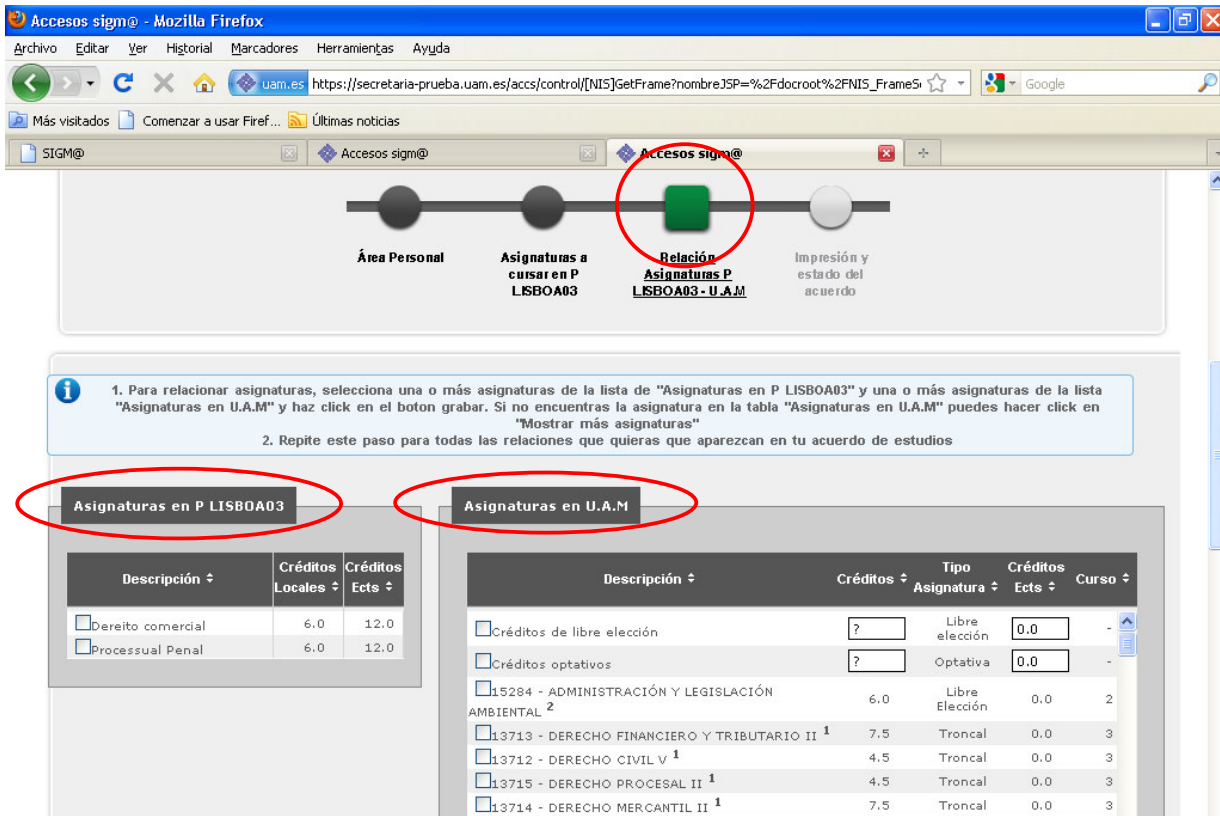 Accesos sigm@ - Mozilla Firefox
Archivo Editar Ver Historial Marcadores Herramientas Ayuda
uam.es https://secretaria-prueba.uam.es/accs/control/[NIS]GetFrame?nombreJSP=%2Fdocroot%2FNIS_FrameS Google
Más visitados Comenzar a usar Firef... Últimas noticias
SIGM@ Accesos sigm@ Accesos sigm@
Área Personal
Asignaturas a
cursar en P
LISBOA03
Relación
Asignaturas P
LISBOA03 - U.A.M
Impresión y
estado del
acuerdo
1. Para relacionar asignaturas, selecciona una o más asignaturas de la lista de "Asignaturas en P LISBOA03" y una o más asignaturas de la lista
"Asignaturas en U.A.M" y haz click en el boton grabar. Si no encuentras la asignatura en la tabla "Asignaturas en U.A.M" puedes hacer click en
"Mostrar más asignaturas"
2. Repite este paso para todas las relaciones que quieras que aparezcan en tu acuerdo de estudios
Asignaturas en P LISBOA03
Descripción Créditos Locales Créditos Ects
Dereito comercial 6.0 12.0
Processual Penal 6.0 12.0
Asignaturas en U.A.M
Descripción Créditos Tipo Asignatura Créditos Ects Curso
Créditos de libre elección ? Libre elección 0.0 -
Créditos optativos ? Optativa 0.0 -
15284 - ADMINISTRACIÓN Y LEGISLACIÓN
AMBIENTAL 2 6.0 Libre Elección 0.0 2
13713 - DERECHO FINANCIERO Y TRIBUTARIO II 1 7.5 Troncal 0.0 3
13712 - DERECHO CIVIL V 1 4.5 Troncal 0.0 3
13715 - DERECHO PROCESAL II 1 4.5 Troncal 0.0 3
13714 - DERECHO MERCANTIL II 1 7.5 Troncal 0.0 3